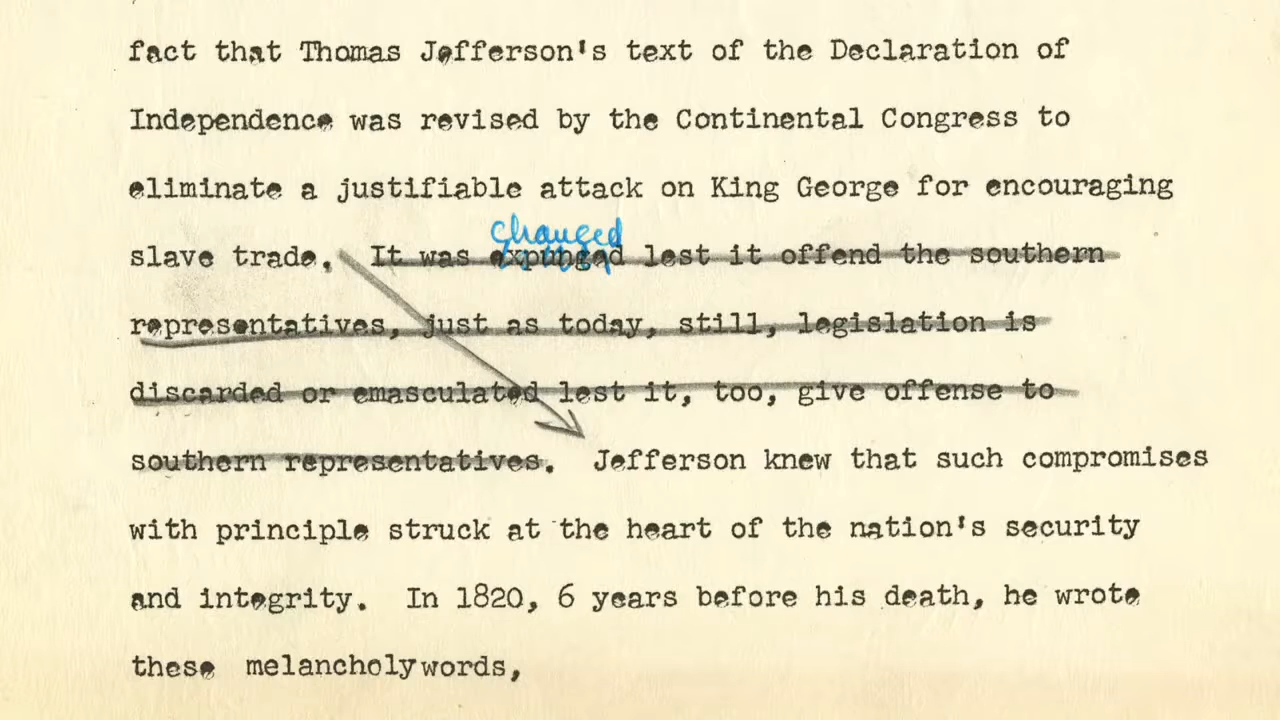 fact that Thomas Jefferson's text of the Declaration of
Independence was revised by the Continental Congress to
eliminate a justifiable attack on King George for encouraging
changed
slave trade. It was expunged lest it offend the southern
representatives, just as today, still, legislation is
discarded or emasculated lest it, too, give offense to
southern representatives. Jefferson knew that such compromises
with principle struck at the heart of the nation's security
and integrity. In 1820, 6 years before his death, he wrote
these melancholy words,